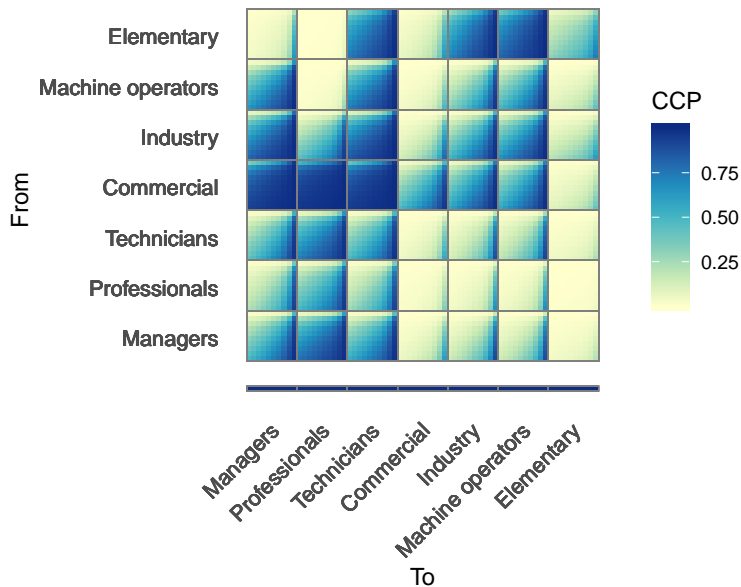 Elementary
Machine operators
Industry
Commercial
Technicians
Professionals
Managers
From
CCP
0.75
0.50
0.25
Managers
Professionals
Technicians
Commercial
Industry
Machine operators
Elementary
To